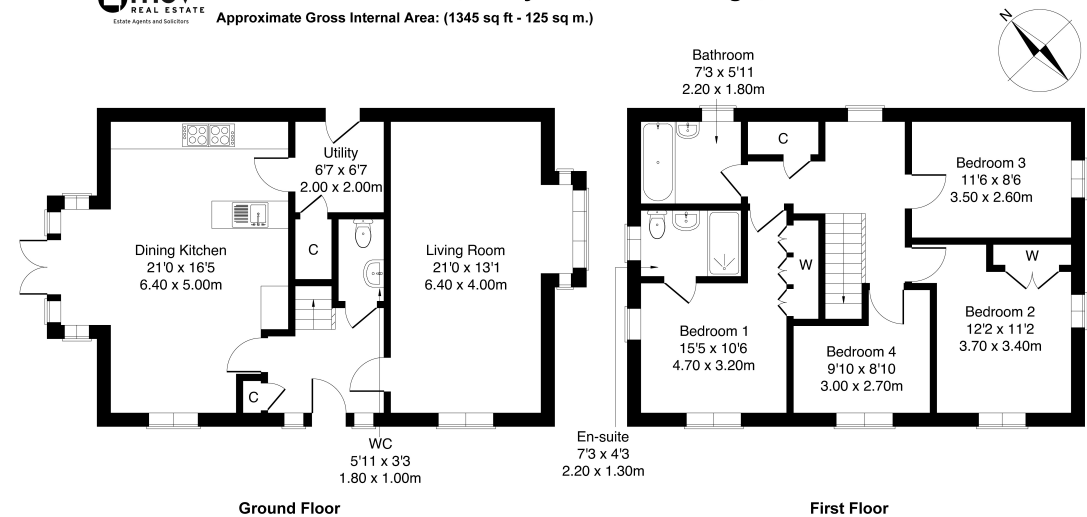 REAL ESTATE
Estate Agents and Solicitors
Approximate Gross Internal Area: (1345 sq ft - 125 sq m.)
N
Bathroom
7'3 x 5'11
2.20 x 1.80m
Utility
6'7 x 6'7
2.00 x 2.00m
Dining Kitchen
21'0 x 16'5
6.40 x 5.00m
C
Living Room
21'0 x 13'1
6.40 x 4.00m
C
WC
5'11 x 3'3
1.80 x 1.00m
Ground Floor
C
Bedroom 3
11'6 x 8'6
3.50 x 2.60m
W
W
Bedroom 1
15'5 x 10'6
4.70 x 3.20m
Bedroom 4
9'10 x 8'10
3.00 x 2.70m
Bedroom 2
12'2 x 11'2
3.70 x 3.40m
En-suite
7'3 x 4'3
2.20 x 1.30m
First Floor